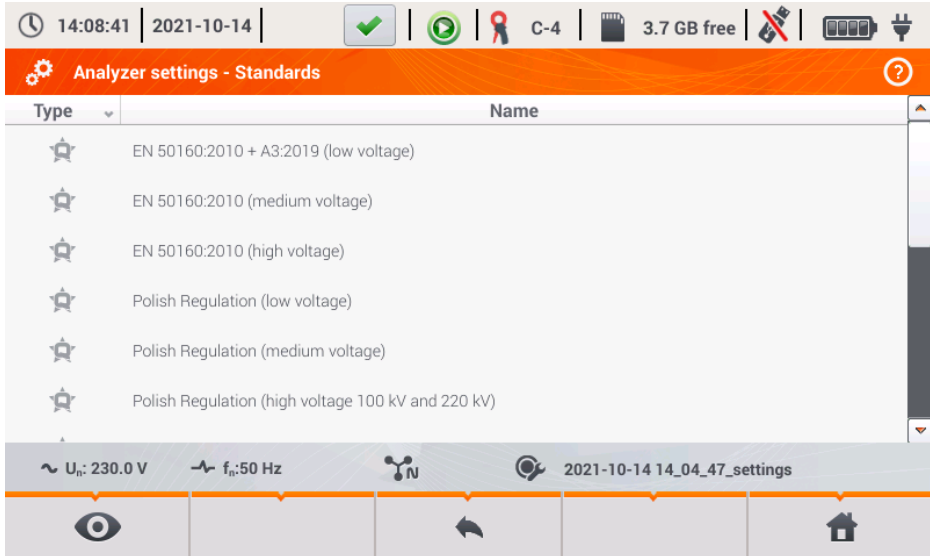 14:08:41 2021-10-14 C-4 3.7 GB free
Analyzer settings - Standards ?
Type Name
EN 50160:2010 + A3:2019 (low voltage)
EN 50160:2010 (medium voltage)
EN 50160:2010 (high voltage)
Polish Regulation (low voltage)
Polish Regulation (medium voltage)
Polish Regulation (high voltage 100 kV and 220 kV)
Un: 230.0 V fn:50 Hz N 2021-10-14 14_04_47_settings